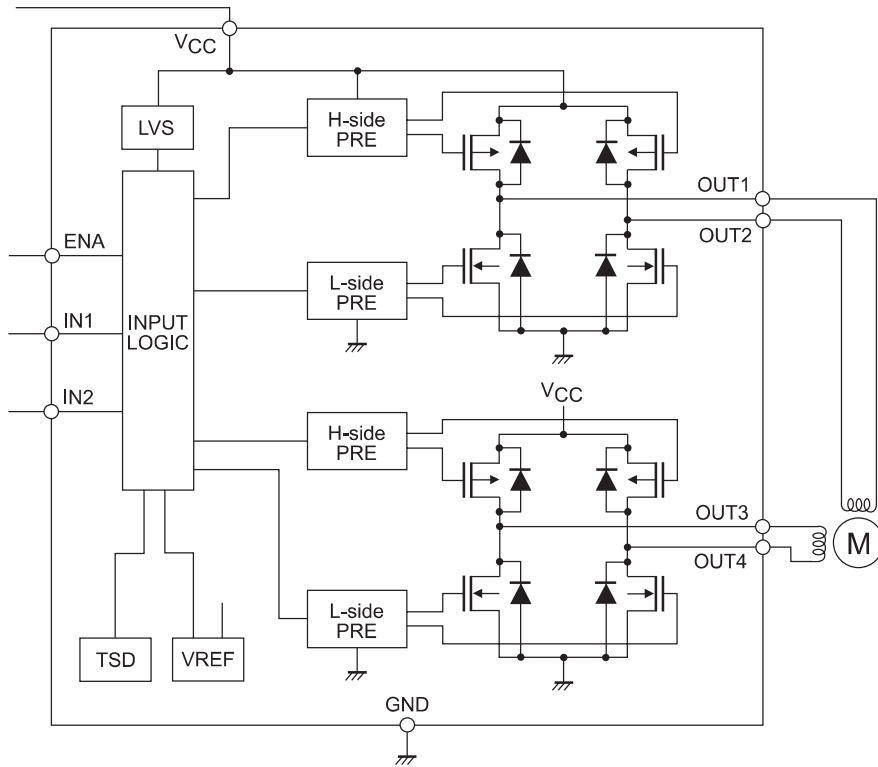 VCC
LVS
H-side
PRE
OUT1
OUT2
ENA
L-side
PRE
IN1
INPUT
LOGIC
IN2
VCC
H-side
PRE
OUT3
M
OUT4
L-side
PRE
TSD
VREF
GND